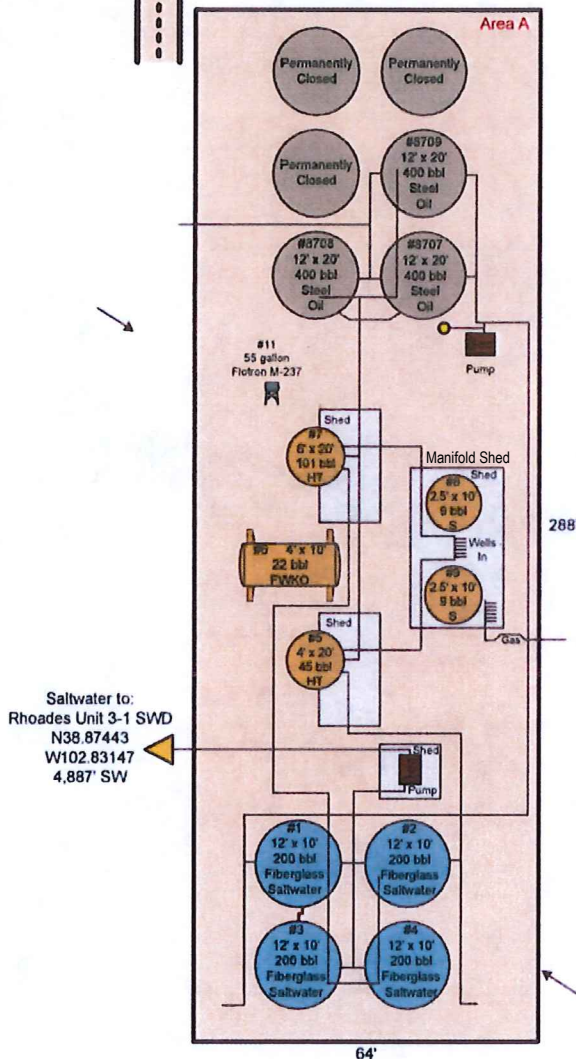 Area A
Permanently
Closed
Permanently
Closed
Permanently
Closed
#8709
12' x 20'
400 bbl
Steel
Oil
#8708
12' x 20'
400 bbl
Steel
Oil
#8707
12' x 20'
400 bbl
Steel
Oil
#11
55 gallon
Flotron M-237
Pump
Shed
#7
6' x 20'
101 bbl
HT
Manifold Shed
Shed
#8
2.5' x 10'
9 bbl
S
288'
Wells
In
#6 4' x 10'
22 bbl
FWKO
#9
2.5' x 10'
9 bbl
S
Gas
Shed
#5
4' x 20'
45 bbl
HT
Saltwater to:
Rhoades Unit 3-1 SWD
N38.87443
W102.83147
4,887' SW
Shed
Pump
#1
12' x 10'
200 bbl
Fiberglass
Saltwater
#2
12' x 10'
200 bbl
Fiberglass
Saltwater
#3
12' x 10'
200 bbl
Fiberglass
Saltwater
#4
12' x 10'
200 bbl
Fiberglass
Saltwater
64'